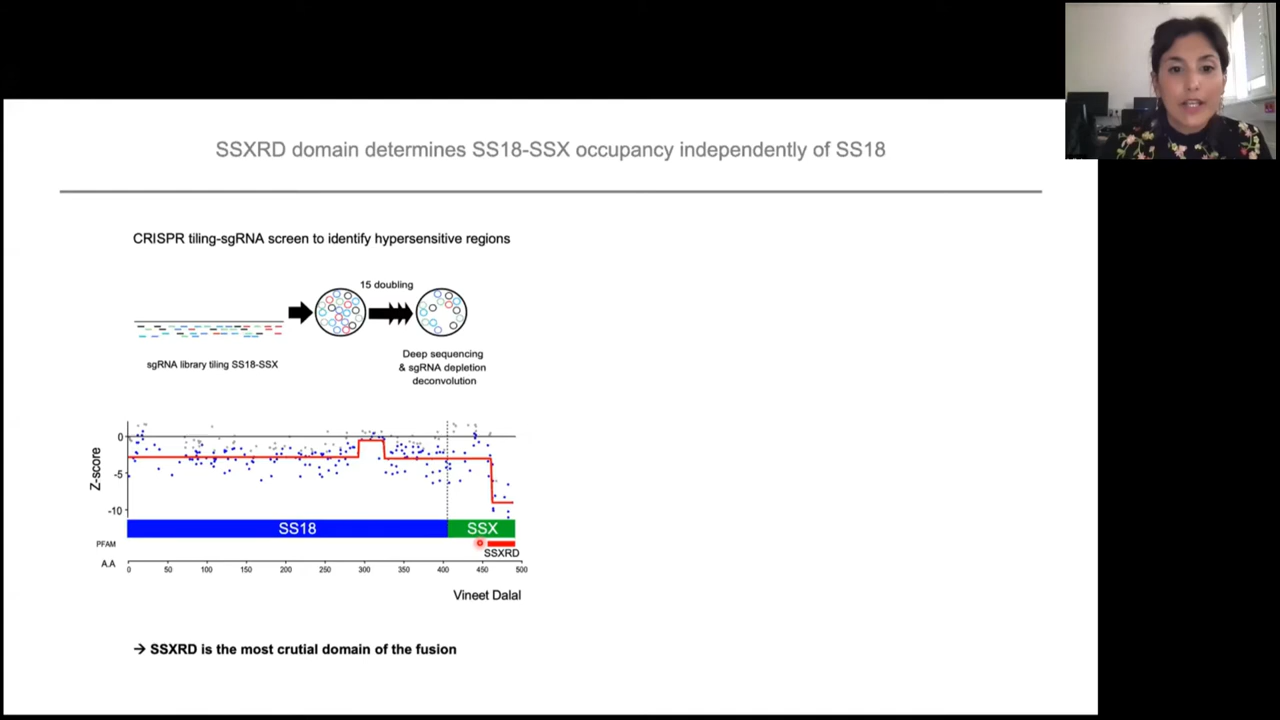 SSXRD domain determines SS18-SSX occupancy independently of SS18
CRISPR tiling-sgRNA screen to identify hypersensitive regions
15 doubling
sgRNA library tiling SS18-SSX
Deep sequencing
& sgRNA depletion
deconvolution
Z-score
0
-5
-10
SS18
SSX
PFAM
SSXRD
A.A
0 50 100 150 200 250 300 350 400 450 500
Vineet Dalal
→ SSXRD is the most crutial domain of the fusion